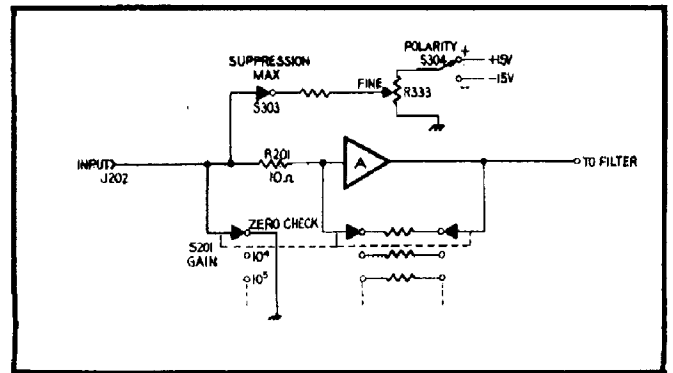 POLARITY
S304
+
+15V
-
-15V
SUPPRESSION
MAX
S303
FINE
R333
INPUT
J202
R201
10Ω
A
TO FILTER
ZERO CHECK
S201
GAIN
10⁴
10⁵